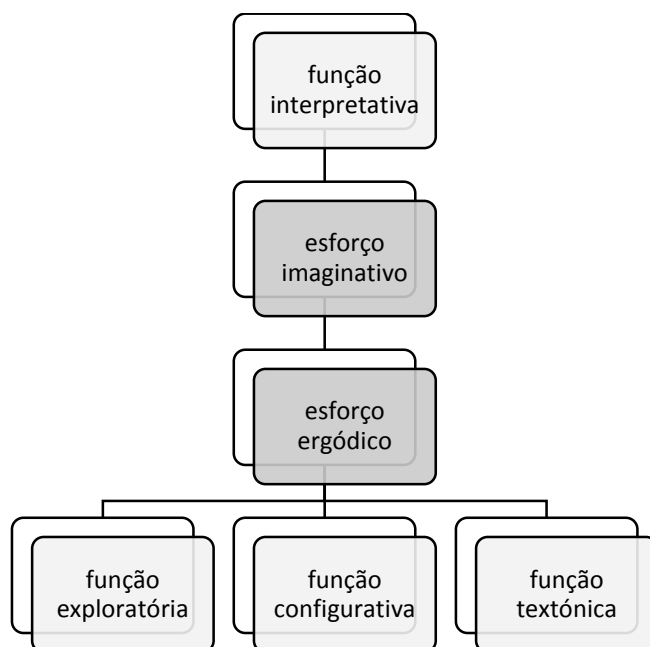 função
interpretativa
esforço
imaginativo
esforço
ergódico
função
exploratória
função
configurativa
função
textónica